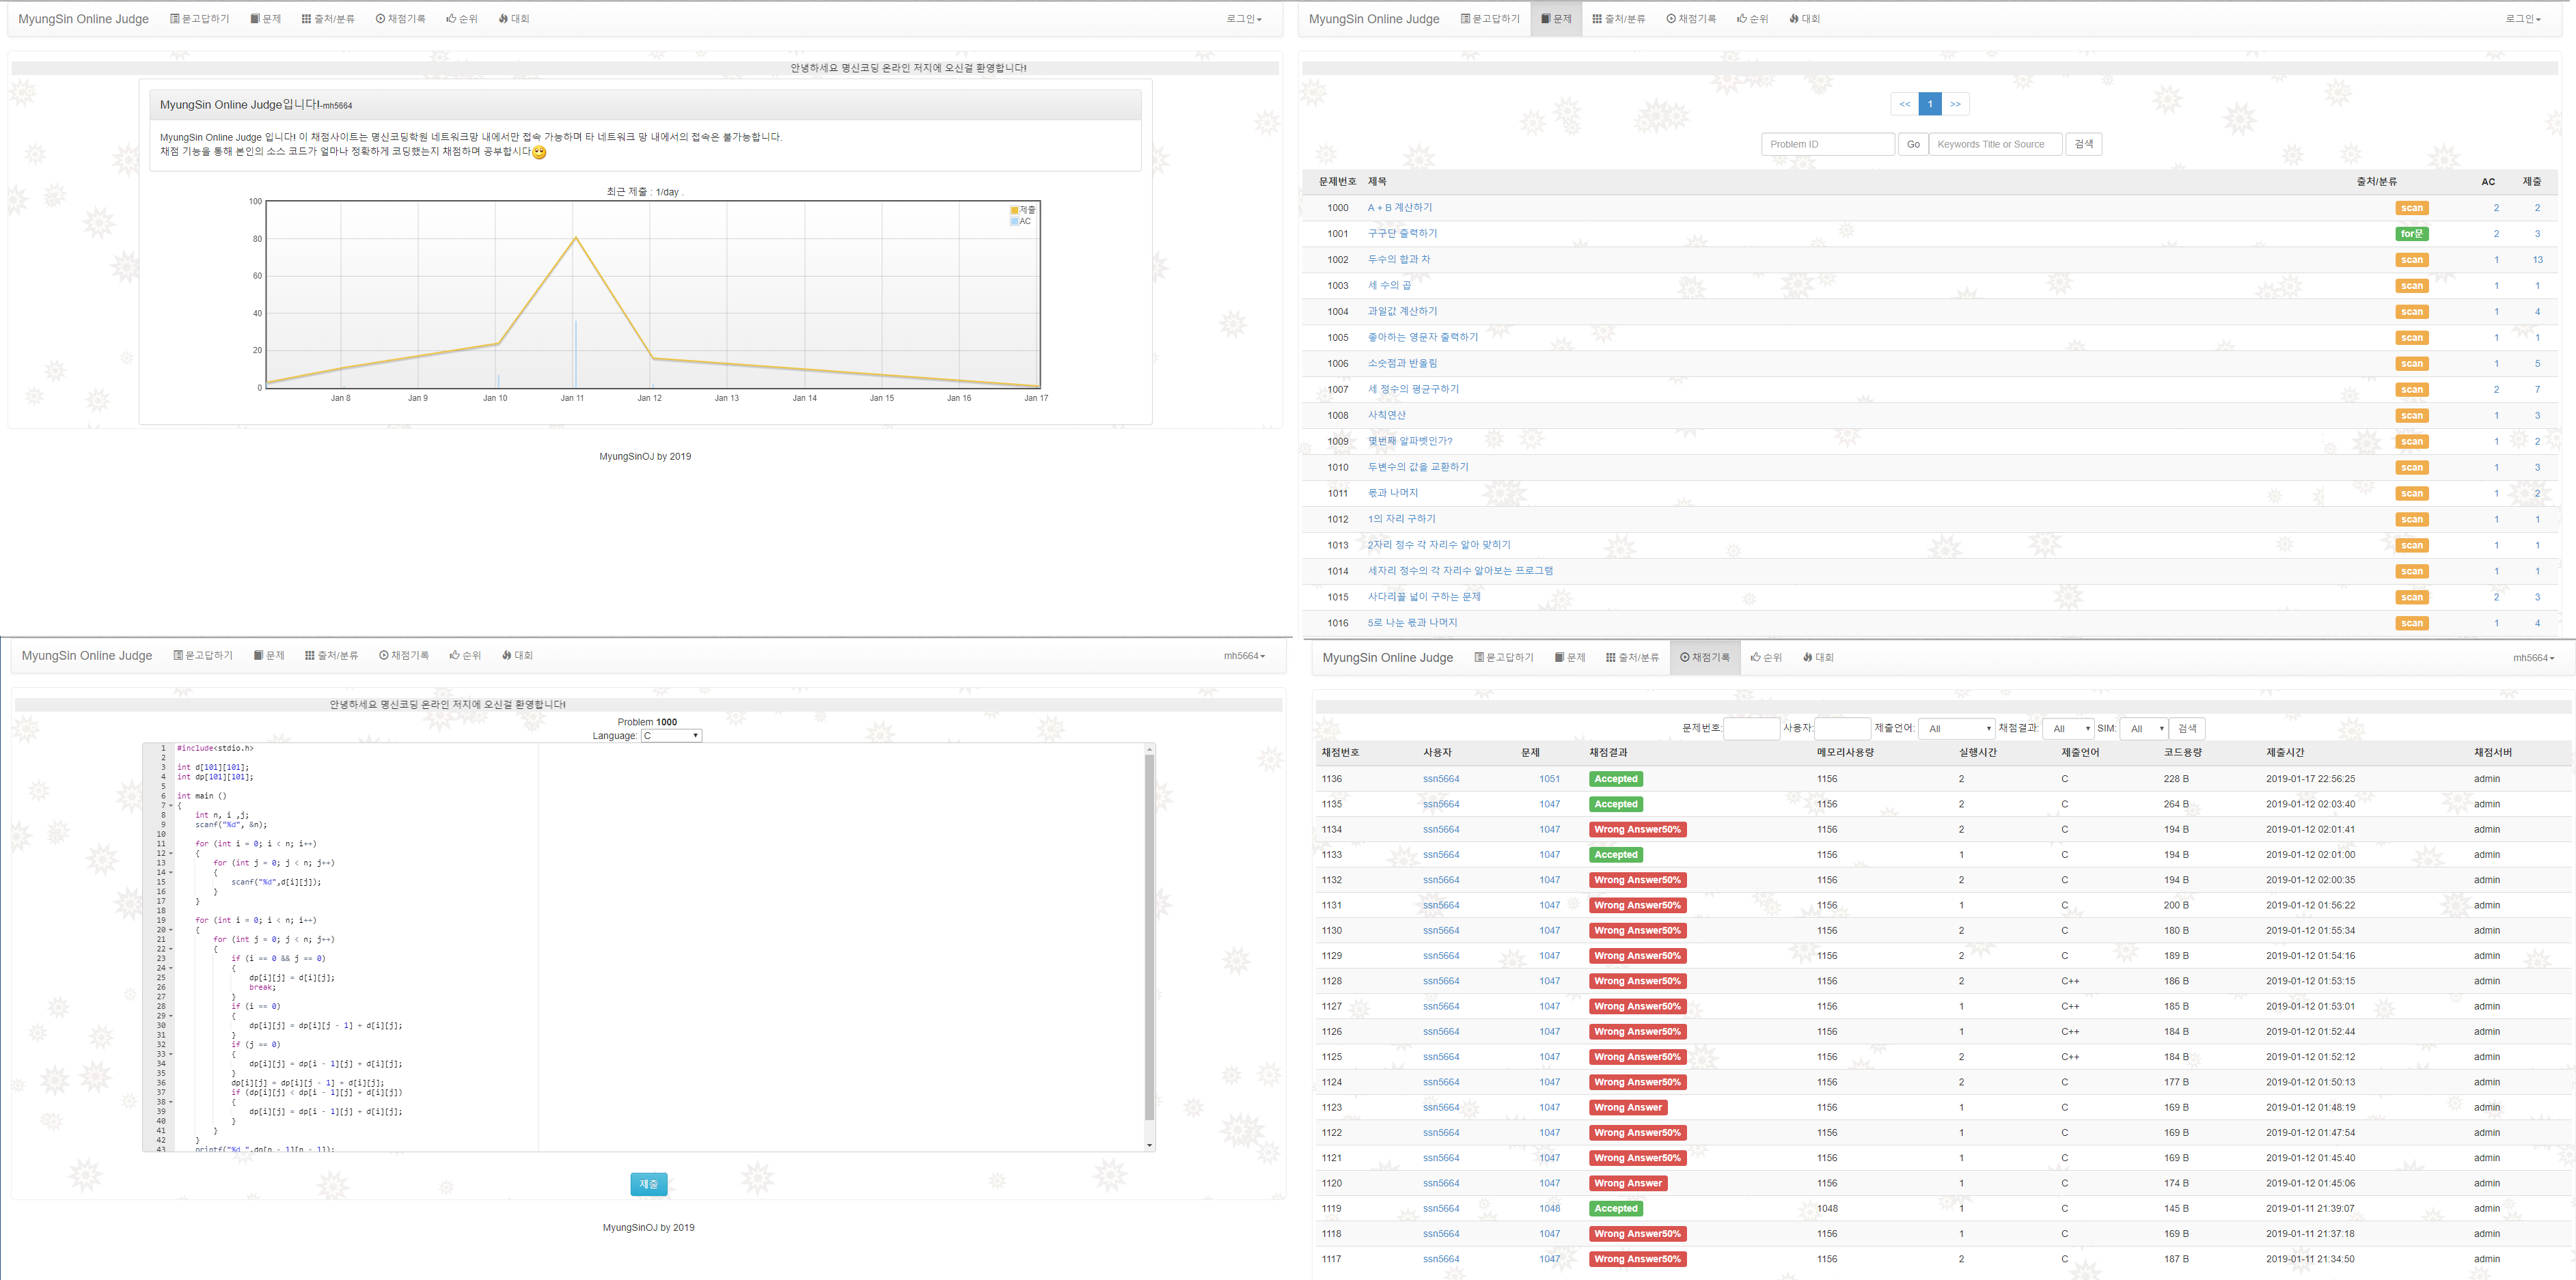 MyungSin Online Judge 묻고답하기 문제 출처/분류 채점기록 순위 대회 로그인
안녕하세요 명신코딩 온라인 저지에 오신걸 환영합니다!
MyungSin Online Judge입니다!-mh5664
MyungSin Online Judge 입니다! 이 채점사이트는 명신코딩학원 네트워크망 내에서만 접속 가능하며 타 네트워크 망 내에서의 접속은 불가능합니다.
채점 기능을 통해 본인의 소스 코드가 얼마나 정확하게 코딩했는지 채점하며 공부합시다
최근 제출 : 1/day .
제출
AC
100
80
60
40
20
0
Jan 8 Jan 9 Jan 10 Jan 11 Jan 12 Jan 13 Jan 14 Jan 15 Jan 16 Jan 17
MyungSinOJ by 2019
MyungSin Online Judge 묻고답하기 문제 출처/분류 채점기록 순위 대회 로그인
<< 1 >>
Problem ID Go Keywords Title or Source 검색
문제번호 제목 출처/분류 AC 제출
1000 A + B 계산하기 scan 2 2
1001 구구단 출력하기 for문 2 3
1002 두수의 합과 차 scan 1 13
1003 세 수의 곱 scan 1 1
1004 과일값 계산하기 scan 1 4
1005 좋아하는 영문자 출력하기 scan 1 1
1006 소숫점과 반올림 scan 1 5
1007 세 정수의 평균구하기 scan 2 7
1008 사칙연산 scan 1 3
1009 몇번째 알파벳인가? scan 1 2
1010 두변수의 값을 교환하기 scan 1 3
1011 몫과 나머지 scan 1 2
1012 1의 자리 구하기 scan 1 1
1013 2자리 정수 각 자리수 알아 맞히기 scan 1 1
1014 세자리 정수의 각 자리수 알아보는 프로그램 scan 1 1
1015 사다리꼴 넓이 구하는 문제 scan 2 3
1016 5로 나눈 몫과 나머지 scan 1 4
MyungSin Online Judge 묻고답하기 문제 출처/분류 채점기록 순위 대회 mh5664
안녕하세요 명신코딩 온라인 저지에 오신걸 환영합니다!
Problem 1000
Language: C
1 #include<stdio.h>
2
3 int d[101][101];
4 int dp[101][101];
5
6 int main ()
7 {
8 int n, i ,j;
9 scanf("%d", &n);
10
11 for (int i = 0; i < n; i++)
12 {
13 for (int j = 0; j < n; j++)
14 {
15 scanf("%d",d[i][j]);
16 }
17 }
18
19 for (int i = 0; i < n; i++)
20 {
21 for (int j = 0; j < n; j++)
22 {
23 if (i == 0 && j == 0)
24 {
25 dp[i][j] = d[i][j];
26 break;
27 }
28 if (i == 0)
29 {
30 dp[i][j] = dp[i][j - 1] + d[i][j];
31 }
32 if (j == 0)
33 {
34 dp[i][j] = dp[i - 1][j] + d[i][j];
35 }
36 dp[i][j] = dp[i][j - 1] + d[i][j];
37 if (dp[i][j] < dp[i - 1][j] + d[i][j])
38 {
39 dp[i][j] = dp[i - 1][j] + d[i][j];
40 }
41 }
42 }
43 printf("%d ",dp[n - 1][n - 1]);
제출
MyungSinOJ by 2019
MyungSin Online Judge 묻고답하기 문제 출처/분류 채점기록 순위 대회 mh5664
문제번호: 사용자: 제출언어: All 채점결과: All SIM: All 검색
채점번호 사용자 문제 채점결과 메모리사용량 실행시간 제출언어 코드용량 제출시간 채점서버
1136 ssn5664 1051 Accepted 1156 2 C 228 B 2019-01-17 22:56:25 admin
1135 ssn5664 1047 Accepted 1156 2 C 264 B 2019-01-12 02:03:40 admin
1134 ssn5664 1047 Wrong Answer50% 1156 2 C 194 B 2019-01-12 02:01:41 admin
1133 ssn5664 1047 Accepted 1156 1 C 194 B 2019-01-12 02:01:00 admin
1132 ssn5664 1047 Wrong Answer50% 1156 2 C 194 B 2019-01-12 02:00:35 admin
1131 ssn5664 1047 Wrong Answer50% 1156 1 C 200 B 2019-01-12 01:56:22 admin
1130 ssn5664 1047 Wrong Answer50% 1156 2 C 180 B 2019-01-12 01:55:34 admin
1129 ssn5664 1047 Wrong Answer50% 1156 2 C 189 B 2019-01-12 01:54:16 admin
1128 ssn5664 1047 Wrong Answer50% 1156 2 C++ 186 B 2019-01-12 01:53:15 admin
1127 ssn5664 1047 Wrong Answer50% 1156 1 C++ 185 B 2019-01-12 01:53:01 admin
1126 ssn5664 1047 Wrong Answer50% 1156 1 C++ 184 B 2019-01-12 01:52:44 admin
1125 ssn5664 1047 Wrong Answer50% 1156 2 C++ 184 B 2019-01-12 01:52:12 admin
1124 ssn5664 1047 Wrong Answer50% 1156 2 C 177 B 2019-01-12 01:50:13 admin
1123 ssn5664 1047 Wrong Answer 1156 1 C 169 B 2019-01-12 01:48:19 admin
1122 ssn5664 1047 Wrong Answer50% 1156 1 C 169 B 2019-01-12 01:47:54 admin
1121 ssn5664 1047 Wrong Answer50% 1156 1 C 169 B 2019-01-12 01:45:40 admin
1120 ssn5664 1047 Wrong Answer 1156 1 C 174 B 2019-01-12 01:45:06 admin
1119 ssn5664 1048 Accepted 1048 1 C 145 B 2019-01-11 21:39:07 admin
1118 ssn5664 1047 Wrong Answer50% 1156 1 C 169 B 2019-01-11 21:37:18 admin
1117 ssn5664 1047 Wrong Answer50% 1156 2 C 187 B 2019-01-11 21:34:50 admin